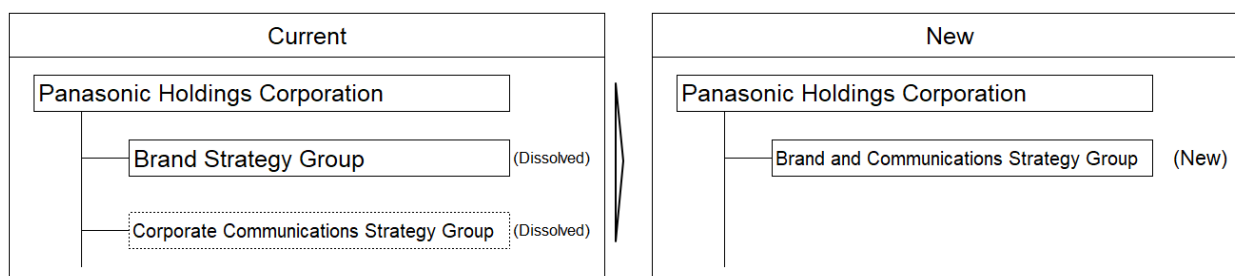 Current
Panasonic Holdings Corporation
Brand Strategy Group (Dissolved)
Corporate Communications Strategy Group (Dissolved)
New
Panasonic Holdings Corporation
Brand and Communications Strategy Group (New)